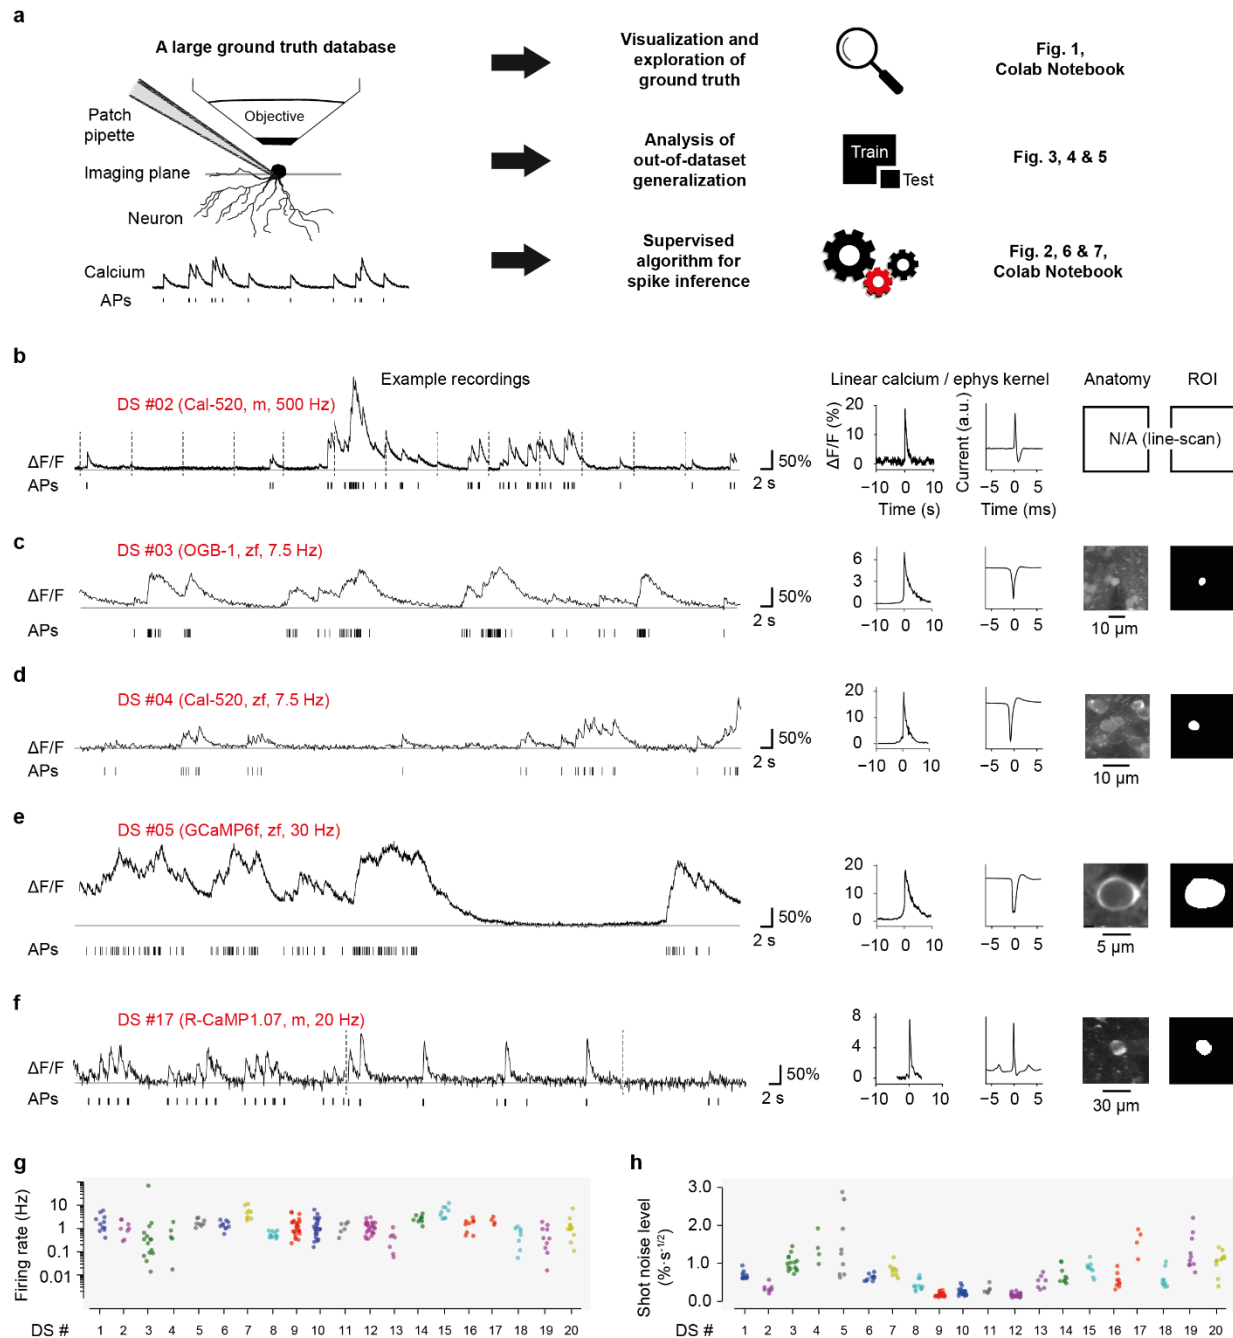 a
A large ground truth database
Patch
pipette
Objective
Imaging plane
Neuron
Calcium
APs
Visualization and
exploration of
ground truth
Fig. 1,
Colab Notebook
Analysis of
out-of-dataset
generalization
Train
Test
Fig. 3, 4 & 5
Supervised
algorithm for
spike inference
Fig. 2, 6 & 7,
Colab Notebook
b
Example recordings
Linear calcium / ephys kernel
Anatomy
ROI
DS #02 (Cal-520, m, 500 Hz)
ΔF/F
APs
50%
2 s
ΔF/F (%)
20
10
0
−10 0 10
Time (s)
Current (a.u.)
−5 0 5
Time (ms)
N/A (line-scan)
c
DS #03 (OGB-1, zf, 7.5 Hz)
ΔF/F
APs
50%
2 s
6
3
0
−10 0 10
−5 0 5
10 µm
d
DS #04 (Cal-520, zf, 7.5 Hz)
ΔF/F
APs
50%
2 s
20
10
0
−10 0 10
−5 0 5
10 µm
e
DS #05 (GCaMP6f, zf, 30 Hz)
ΔF/F
APs
50%
2 s
20
10
0
−10 0 10
−5 0 5
5 µm
f
DS #17 (R-CaMP1.07, m, 20 Hz)
ΔF/F
APs
50%
2 s
8
4
0
−10 0 10
−5 0 5
30 µm
g
Firing rate (Hz)
10
1
0.1
0.01
DS #
1 2 3 4 5 6 7 8 9 10 11 12 13 14 15 16 17 18 19 20
h
Shot noise level
(%·s⁻¹/²)
3.0
2.0
1.0
0.0
DS #
1 2 3 4 5 6 7 8 9 10 11 12 13 14 15 16 17 18 19 20